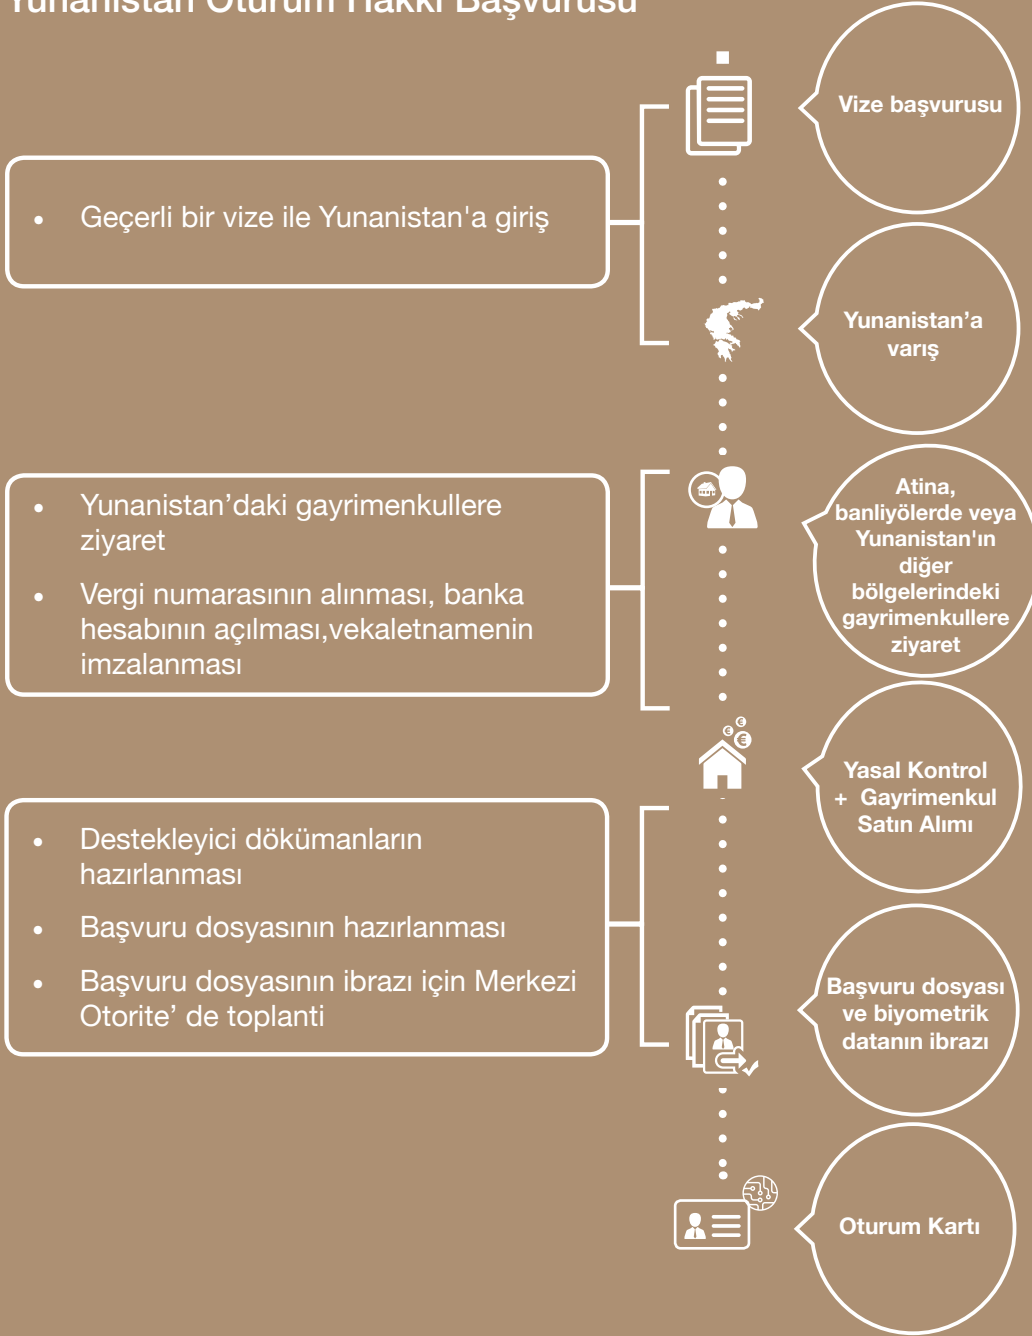 Yunanistan Oturum Hakkı Başvurusu
Vize başvurusu
• Geçerli bir vize ile Yunanistan'a giriş
Yunanistan’a
varış
• Yunanistan’daki gayrimenkullere
ziyaret
• Vergi numarasının alınması, banka
hesabının açılması,vekaletnamenin
imzalanması
Atina,
banliyölerde veya
Yunanistan'ın
diğer
bölgelerindeki
gayrimenkullere
ziyaret
Yasal Kontrol
+ Gayrimenkul
Satın Alımı
• Destekleyici dökümanların
hazırlanması
• Başvuru dosyasının hazırlanması
• Başvuru dosyasının ibrazı için Merkezi
Otorite’ de toplanti
Başvuru dosyası
ve biyometrik
datanın ibrazı
Oturum Kartı